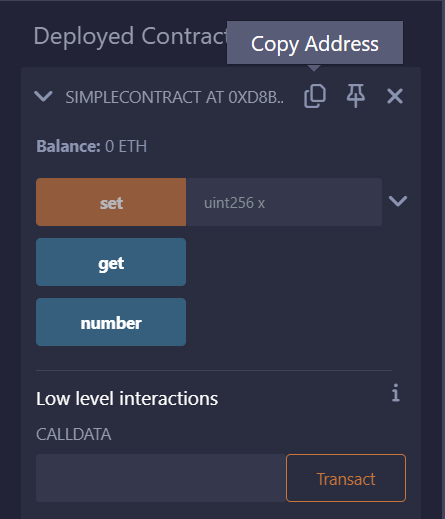 Deployed Contract
Copy Address
SIMPLECONTRACT AT 0XD8B..
Balance: 0 ETH
set
uint256 x
get
number
Low level interactions
i
CALLDATA
Transact